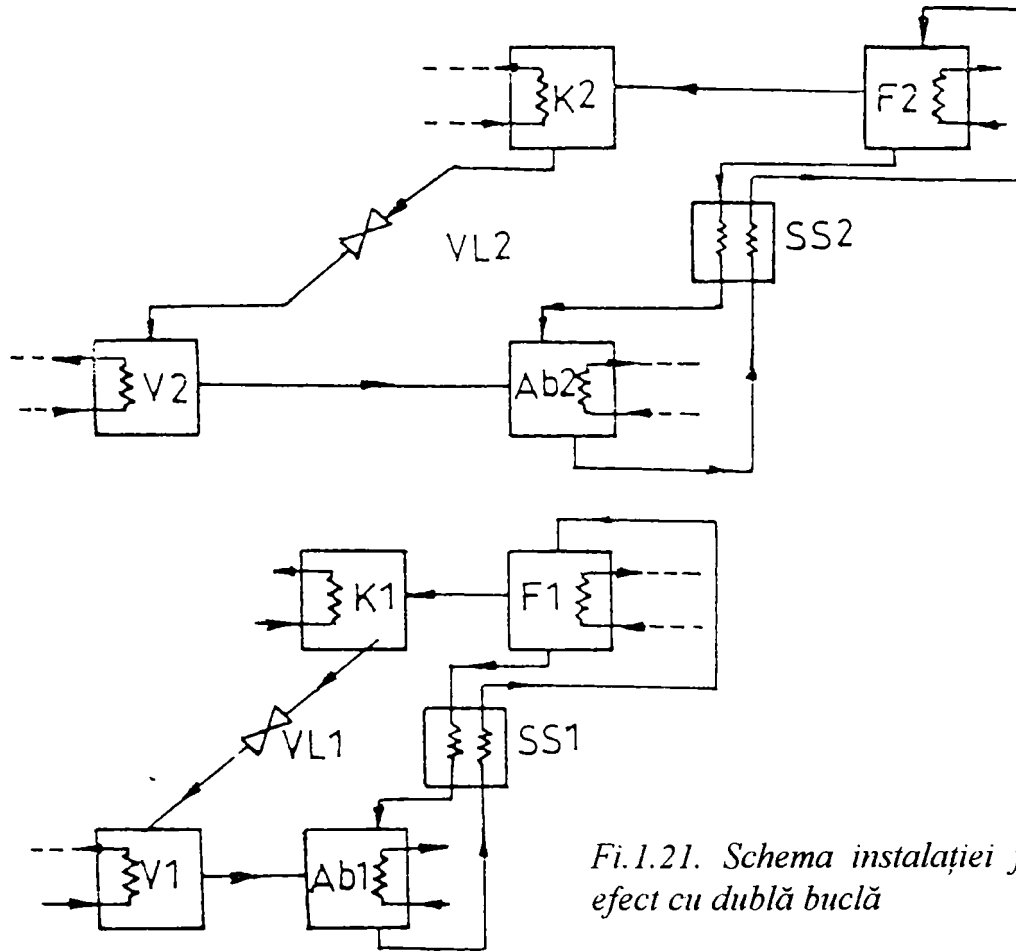 K2
F2
SS2
VL2
V2
Ab2
K1
F1
SS1
VL1
V1
Ab1
Fi.1.21. Schema instalației
efect cu dublă buclă